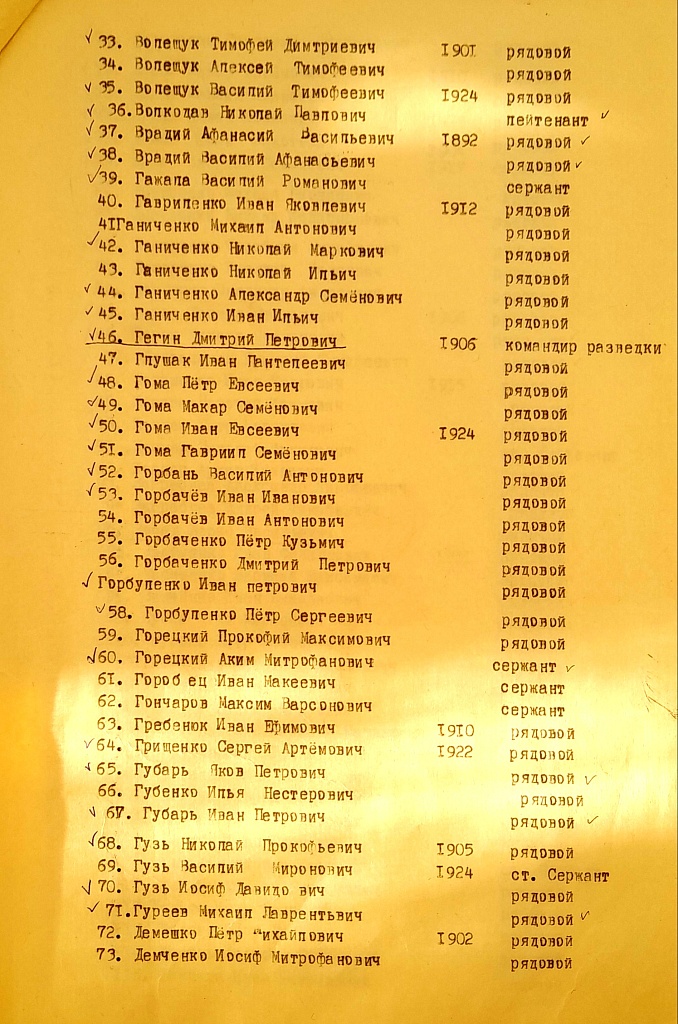 33. Волещук Тимофей Димтриевич 1901 рядовой
34. Волещук Алексей Тимофеевич рядовой
35. Волещук Василий Тимофеевич 1924 рядовой
36. Волкодав Николай Павлович лейтенант
37. Врадий Афанасий Васильевич 1892 рядовой
38. Врадий Василий Афанасьевич рядовой
39. Гажала Василий Романович сержант
40. Гавриленко Иван Яковлевич 1912 рядовой
41 Ганиченко Михаил Антонович рядовой
42. Ганиченко Николай Маркович рядовой
43. Ганиченко Николай Ильич рядовой
44. Ганиченко Александр Семёнович рядовой
45. Ганиченко Иван Ильич рядовой
46. Гегин Дмитрий Петрович 1906 командир разведки
47. Глушак Иван Пантелеевич рядовой
48. Гома Пётр Евсеевич рядовой
49. Гома Макар Семёнович рядовой
50. Гома Иван Евсеевич 1924 рядовой
51. Гома Гавриил Семёнович рядовой
52. Горбань Василий Антонович рядовой
53. Горбачёв Иван Иванович рядовой
54. Горбачёв Иван Антонович рядовой
55. Горбаченко Пётр Кузьмич рядовой
56. Горбаченко Дмитрий Петрович рядовой
Горбуленко Иван петрович рядовой
58. Горбуленко Пётр Сергеевич рядовой
59. Горецкий Прокофий Максимович рядовой
60. Горецкий Аким Митрофанович сержант
61. Город ец Иван Макеевич сержант
62. Гончаров Максим Варсонович сержант
63. Гребенюк Иван Ефимович 1910 рядовой
64. Грищенко Сергей Артёмович 1922 рядовой
65. Губарь Яков Петрович рядовой
66. Губенко Илья Нестерович рядовой
67. Губарь Иван Петрович рядовой
68. Гузь Николай Прокофьевич 1905 рядовой
69. Гузь Василий Миронович 1924 ст. Сержант
70. Гузь Иосиф Давидо вич рядовой
71. Гуреев Михаил Лаврентьвич рядовой
72. Демешко Пётр Михайлович 1902 рядовой
73. Демченко Иосиф Митрофанович рядовой